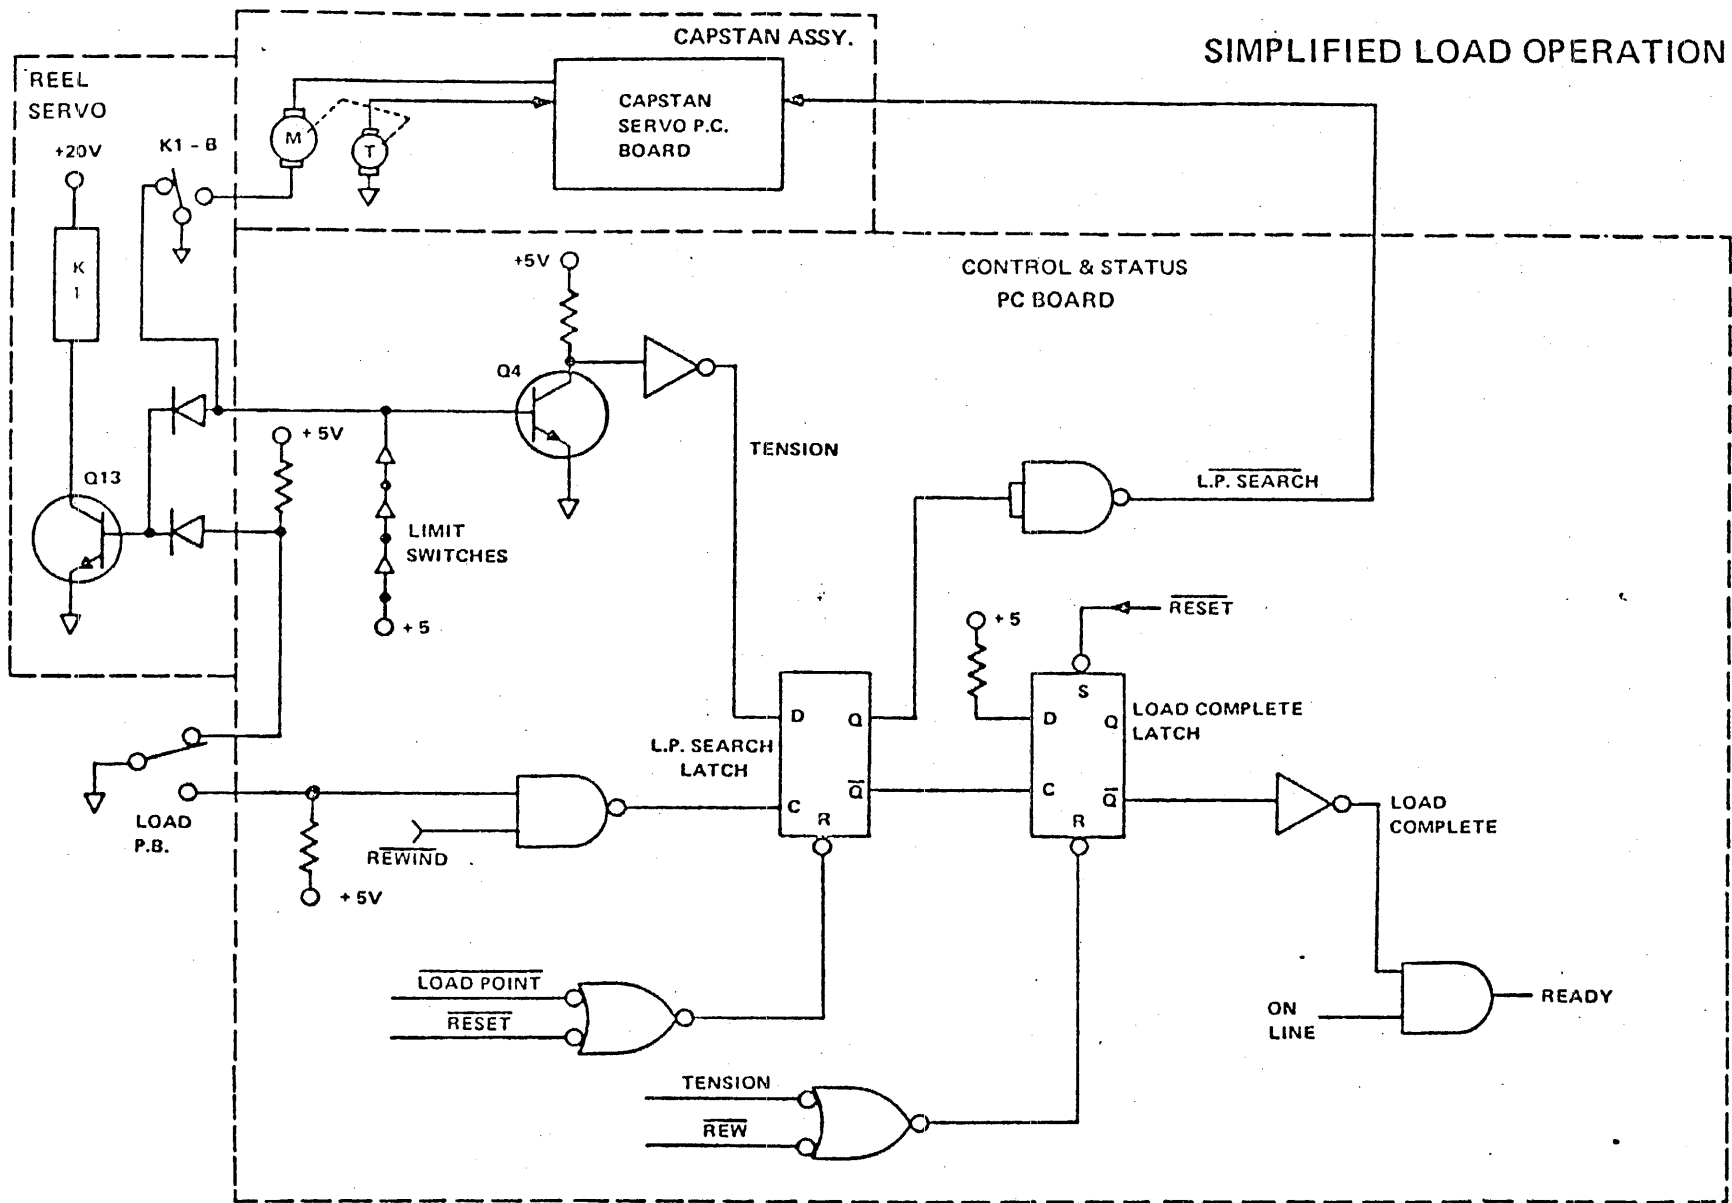 SIMPLIFIED LOAD OPERATION
CAPSTAN ASSY.
REEL
SERVO
+20V
K1 - B
K
1
M
T
CAPSTAN
SERVO P.C.
BOARD
CONTROL & STATUS
PC BOARD
+5V
Q4
TENSION
+ 5V
Q13
LIMIT
SWITCHES
+ 5
L.P. SEARCH
RESET
+ 5
S
D
Q
LOAD COMPLETE
LATCH
C
Q
R
D
Q
L.P. SEARCH
LATCH
C
Q
R
LOAD
P.B.
REWIND
+ 5V
LOAD
COMPLETE
LOAD POINT
RESET
ON
LINE
READY
TENSION
REW